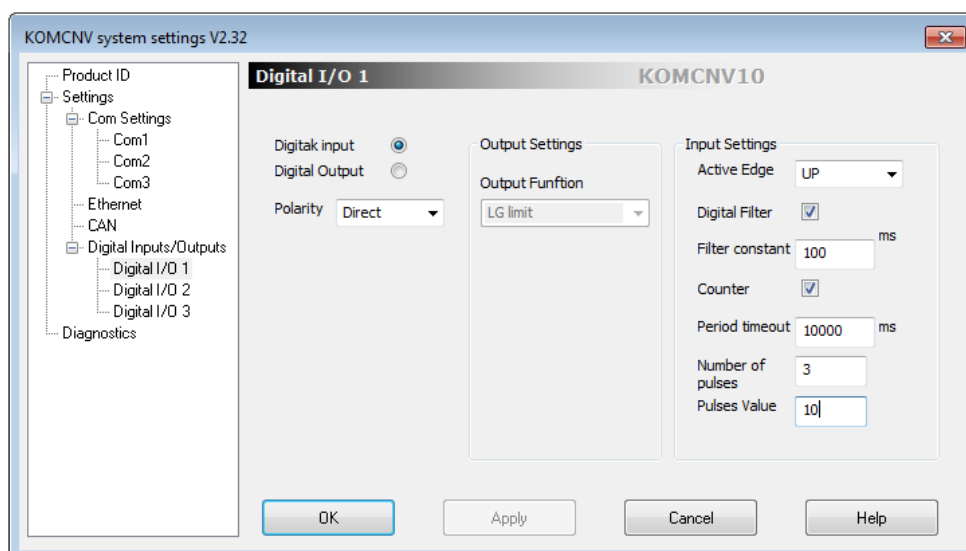 KOMCNV system settings V2.32
Product ID
Settings
Com Settings
Com1
Com2
Com3
Ethernet
CAN
Digital Inputs/Outputs
Digital I/O 1
Digital I/O 2
Digital I/O 3
Diagnostics
Digital I/O 1 KOMCNV10
Digitak input
Digital Output
Polarity Direct
Output Settings
Output Funftion
LG limit
Input Settings
Active Edge UP
Digital Filter
Filter constant 100 ms
Counter
Period timeout 10000 ms
Number of
pulses 3
Pulses Value 10
OK Apply Cancel Help